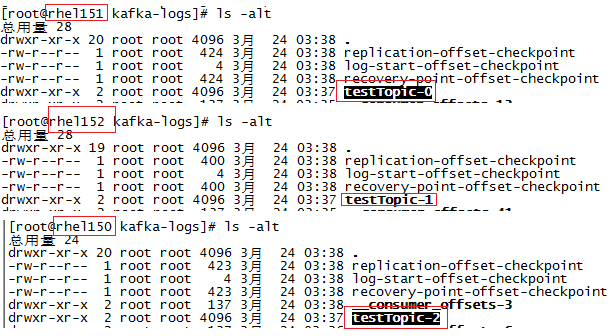 [root@rhel151 kafka-logs]# ls -alt
总用量 28
drwxr-xr-x 20 root root 4096 3月 24 03:38 .
-rw-r--r-- 1 root root 424 3月 24 03:38 replication-offset-checkpoint
-rw-r--r-- 1 root root 4 3月 24 03:38 log-start-offset-checkpoint
-rw-r--r-- 1 root root 424 3月 24 03:38 recovery-point-offset-checkpoint
drwxr-xr-x 2 root root 4096 3月 24 03:37 testTopic-0
[root@rhel152 kafka-logs]# ls -alt
总用量 28
drwxr-xr-x 19 root root 4096 3月 24 03:38 .
-rw-r--r-- 1 root root 400 3月 24 03:38 replication-offset-checkpoint
-rw-r--r-- 1 root root 4 3月 24 03:38 log-start-offset-checkpoint
-rw-r--r-- 1 root root 400 3月 24 03:38 recovery-point-offset-checkpoint
drwxr-xr-x 2 root root 4096 3月 24 03:37 testTopic-1
[root@rhel150 kafka-logs]# ls -alt
总用量 24
drwxr-xr-x 20 root root 4096 3月 24 03:38 .
-rw-r--r-- 1 root root 423 3月 24 03:38 replication-offset-checkpoint
-rw-r--r-- 1 root root 4 3月 24 03:38 log-start-offset-checkpoint
-rw-r--r-- 1 root root 423 3月 24 03:38 recovery-point-offset-checkpoint
drwxr-xr-x 2 root root 137 3月 24 03:38 __consumer_offsets-3
drwxr-xr-x 2 root root 4096 3月 24 03:37 testTopic-2